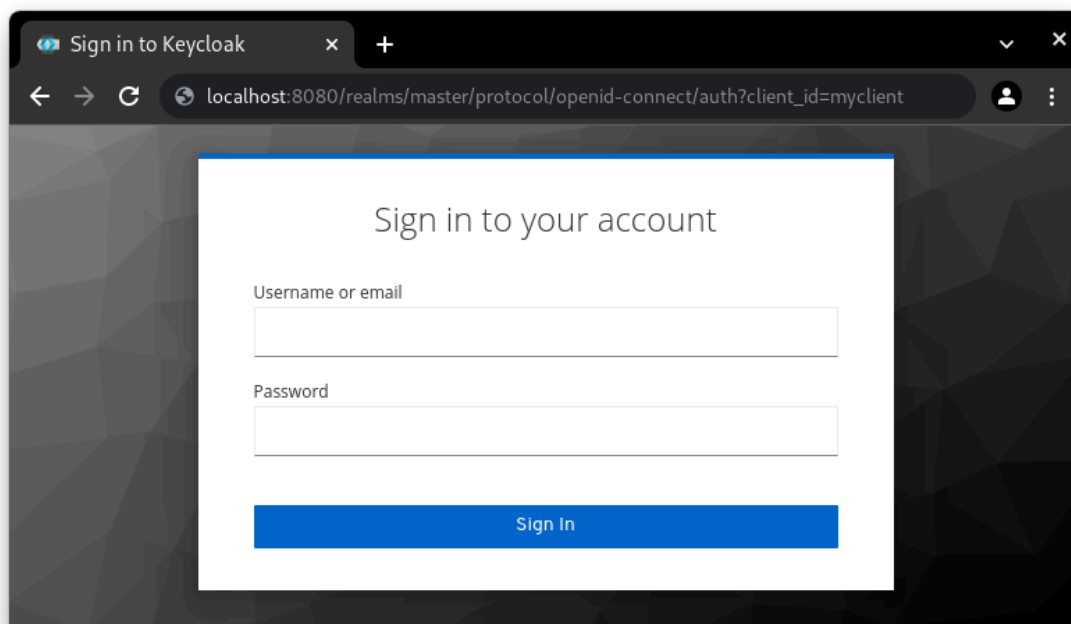 Sign in to Keycloak
localhost:8080/realms/master/protocol/openid-connect/auth?client_id=myclient
Sign in to your account
Username or email
Password
Sign In